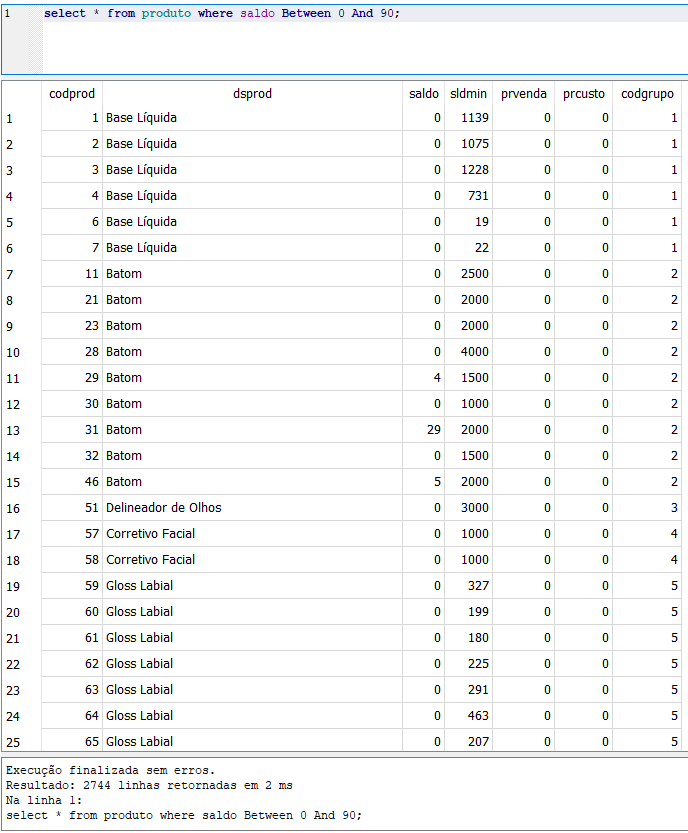 1 select * from produto where saldo Between 0 And 90;
codprod dsprod saldo sldmin prvenda prcusto codgrupo
1 1 Base Líquida 0 1139 0 0 1
2 2 Base Líquida 0 1075 0 0 1
3 3 Base Líquida 0 1228 0 0 1
4 4 Base Líquida 0 731 0 0 1
5 6 Base Líquida 0 19 0 0 1
6 7 Base Líquida 0 22 0 0 1
7 11 Batom 0 2500 0 0 2
8 21 Batom 0 2000 0 0 2
9 23 Batom 0 2000 0 0 2
10 28 Batom 0 4000 0 0 2
11 29 Batom 4 1500 0 0 2
12 30 Batom 0 1000 0 0 2
13 31 Batom 29 2000 0 0 2
14 32 Batom 0 1500 0 0 2
15 46 Batom 5 2000 0 0 2
16 51 Delineador de Olhos 0 3000 0 0 3
17 57 Corretivo Facial 0 1000 0 0 4
18 58 Corretivo Facial 0 1000 0 0 4
19 59 Gloss Labial 0 327 0 0 5
20 60 Gloss Labial 0 199 0 0 5
21 61 Gloss Labial 0 180 0 0 5
22 62 Gloss Labial 0 225 0 0 5
23 63 Gloss Labial 0 291 0 0 5
24 64 Gloss Labial 0 463 0 0 5
25 65 Gloss Labial 0 207 0 0 5
Execução finalizada sem erros.
Resultado: 2744 linhas retornadas em 2 ms
Na linha 1:
select * from produto where saldo Between 0 And 90;